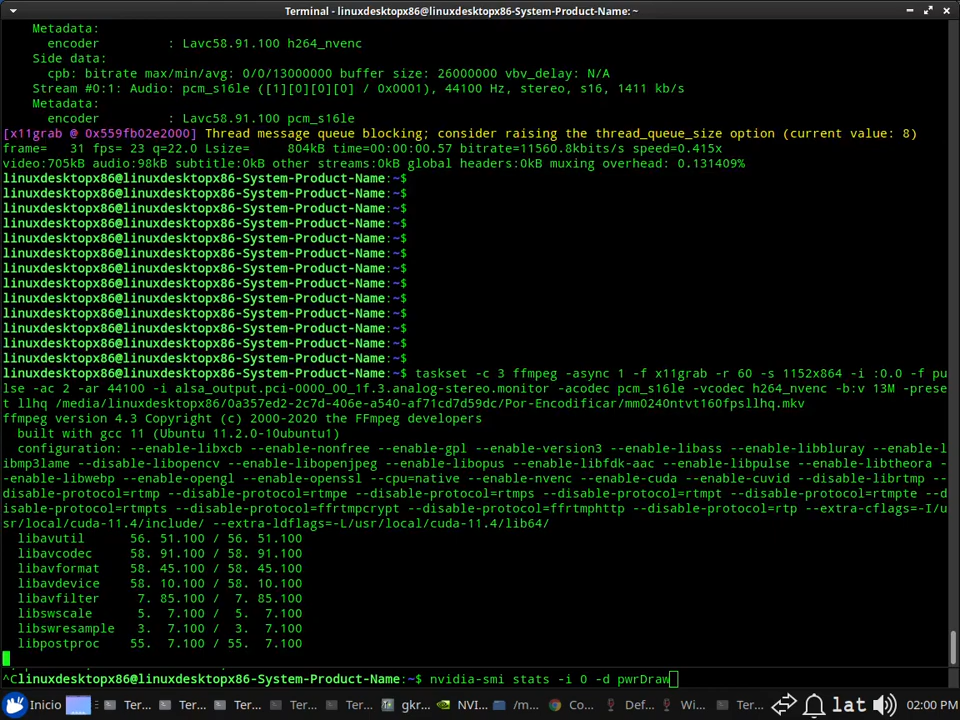 Terminal - linuxdesktopx86@linuxdesktopx86-System-Product-Name: ~
Metadata:
encoder : Lavc58.91.100 h264_nvenc
Side data:
cpb: bitrate max/min/avg: 0/0/13000000 buffer size: 26000000 vbv_delay: N/A
Stream #0:1: Audio: pcm_s16le ([1][0][0][0] / 0x0001), 44100 Hz, stereo, s16, 1411 kb/s
Metadata:
encoder : Lavc58.91.100 pcm_s16le
[x11grab @ 0x559fb02e2000] Thread message queue blocking; consider raising the thread_queue_size option (current value: 8)
frame= 31 fps= 23 q=22.0 Lsize= 804kB time=00:00:00.57 bitrate=11560.8kbits/s speed=0.415x
video:705kB audio:98kB subtitle:0kB other streams:0kB global headers:0kB muxing overhead: 0.131409%
linuxdesktopx86@linuxdesktopx86-System-Product-Name:~$
linuxdesktopx86@linuxdesktopx86-System-Product-Name:~$
linuxdesktopx86@linuxdesktopx86-System-Product-Name:~$
linuxdesktopx86@linuxdesktopx86-System-Product-Name:~$
linuxdesktopx86@linuxdesktopx86-System-Product-Name:~$
linuxdesktopx86@linuxdesktopx86-System-Product-Name:~$
linuxdesktopx86@linuxdesktopx86-System-Product-Name:~$
linuxdesktopx86@linuxdesktopx86-System-Product-Name:~$
linuxdesktopx86@linuxdesktopx86-System-Product-Name:~$
linuxdesktopx86@linuxdesktopx86-System-Product-Name:~$
linuxdesktopx86@linuxdesktopx86-System-Product-Name:~$
linuxdesktopx86@linuxdesktopx86-System-Product-Name:~$
linuxdesktopx86@linuxdesktopx86-System-Product-Name:~$
linuxdesktopx86@linuxdesktopx86-System-Product-Name:~$ taskset -c 3 ffmpeg -async 1 -f x11grab -r 60 -s 1152x864 -i :0.0 -f pu
lse -ac 2 -ar 44100 -i alsa_output.pci-0000_00_1f.3.analog-stereo.monitor -acodec pcm_s16le -vcodec h264_nvenc -b:v 13M -prese
t llhq /media/linuxdesktopx86/0a357ed2-2c7d-406e-a540-af71cd7d59dc/Por-Encodificar/mm0240ntvt160fpsllhq.mkv
ffmpeg version 4.3 Copyright (c) 2000-2020 the FFmpeg developers
built with gcc 11 (Ubuntu 11.2.0-10ubuntu1)
configuration: --enable-libxcb --enable-nonfree --enable-gpl --enable-version3 --enable-libass --enable-libbluray --enable-l
ibmp3lame --disable-libopencv --enable-libopenjpeg --enable-libopus --enable-libfdk-aac --enable-libpulse --enable-libtheora -
-enable-libwebp --enable-opengl --enable-openssl --cpu=native --enable-nvenc --enable-cuda --enable-cuvid --disable-librtmp --
disable-protocol=rtmp --disable-protocol=rtmpe --disable-protocol=rtmps --disable-protocol=rtmpt --disable-protocol=rtmpte --d
isable-protocol=rtmpts --disable-protocol=ffrtmpcrypt --disable-protocol=ffrtmphttp --disable-protocol=rtp --extra-cflags=-I/u
sr/local/cuda-11.4/include/ --extra-ldflags=-L/usr/local/cuda-11.4/lib64/
libavutil 56. 51.100 / 56. 51.100
libavcodec 58. 91.100 / 58. 91.100
libavformat 58. 45.100 / 58. 45.100
libavdevice 58. 10.100 / 58. 10.100
libavfilter 7. 85.100 / 7. 85.100
libswscale 5. 7.100 / 5. 7.100
libswresample 3. 7.100 / 3. 7.100
libpostproc 55. 7.100 / 55. 7.100
^Clinuxdesktopx86@linuxdesktopx86-System-Product-Name:~$ nvidia-smi stats -i 0 -d pwrDraw
Inicio Ter... Ter... Ter... Ter... Ter... gkr... NVI... /m... Co... Def... Wi... Ter... lat 02:00 PM